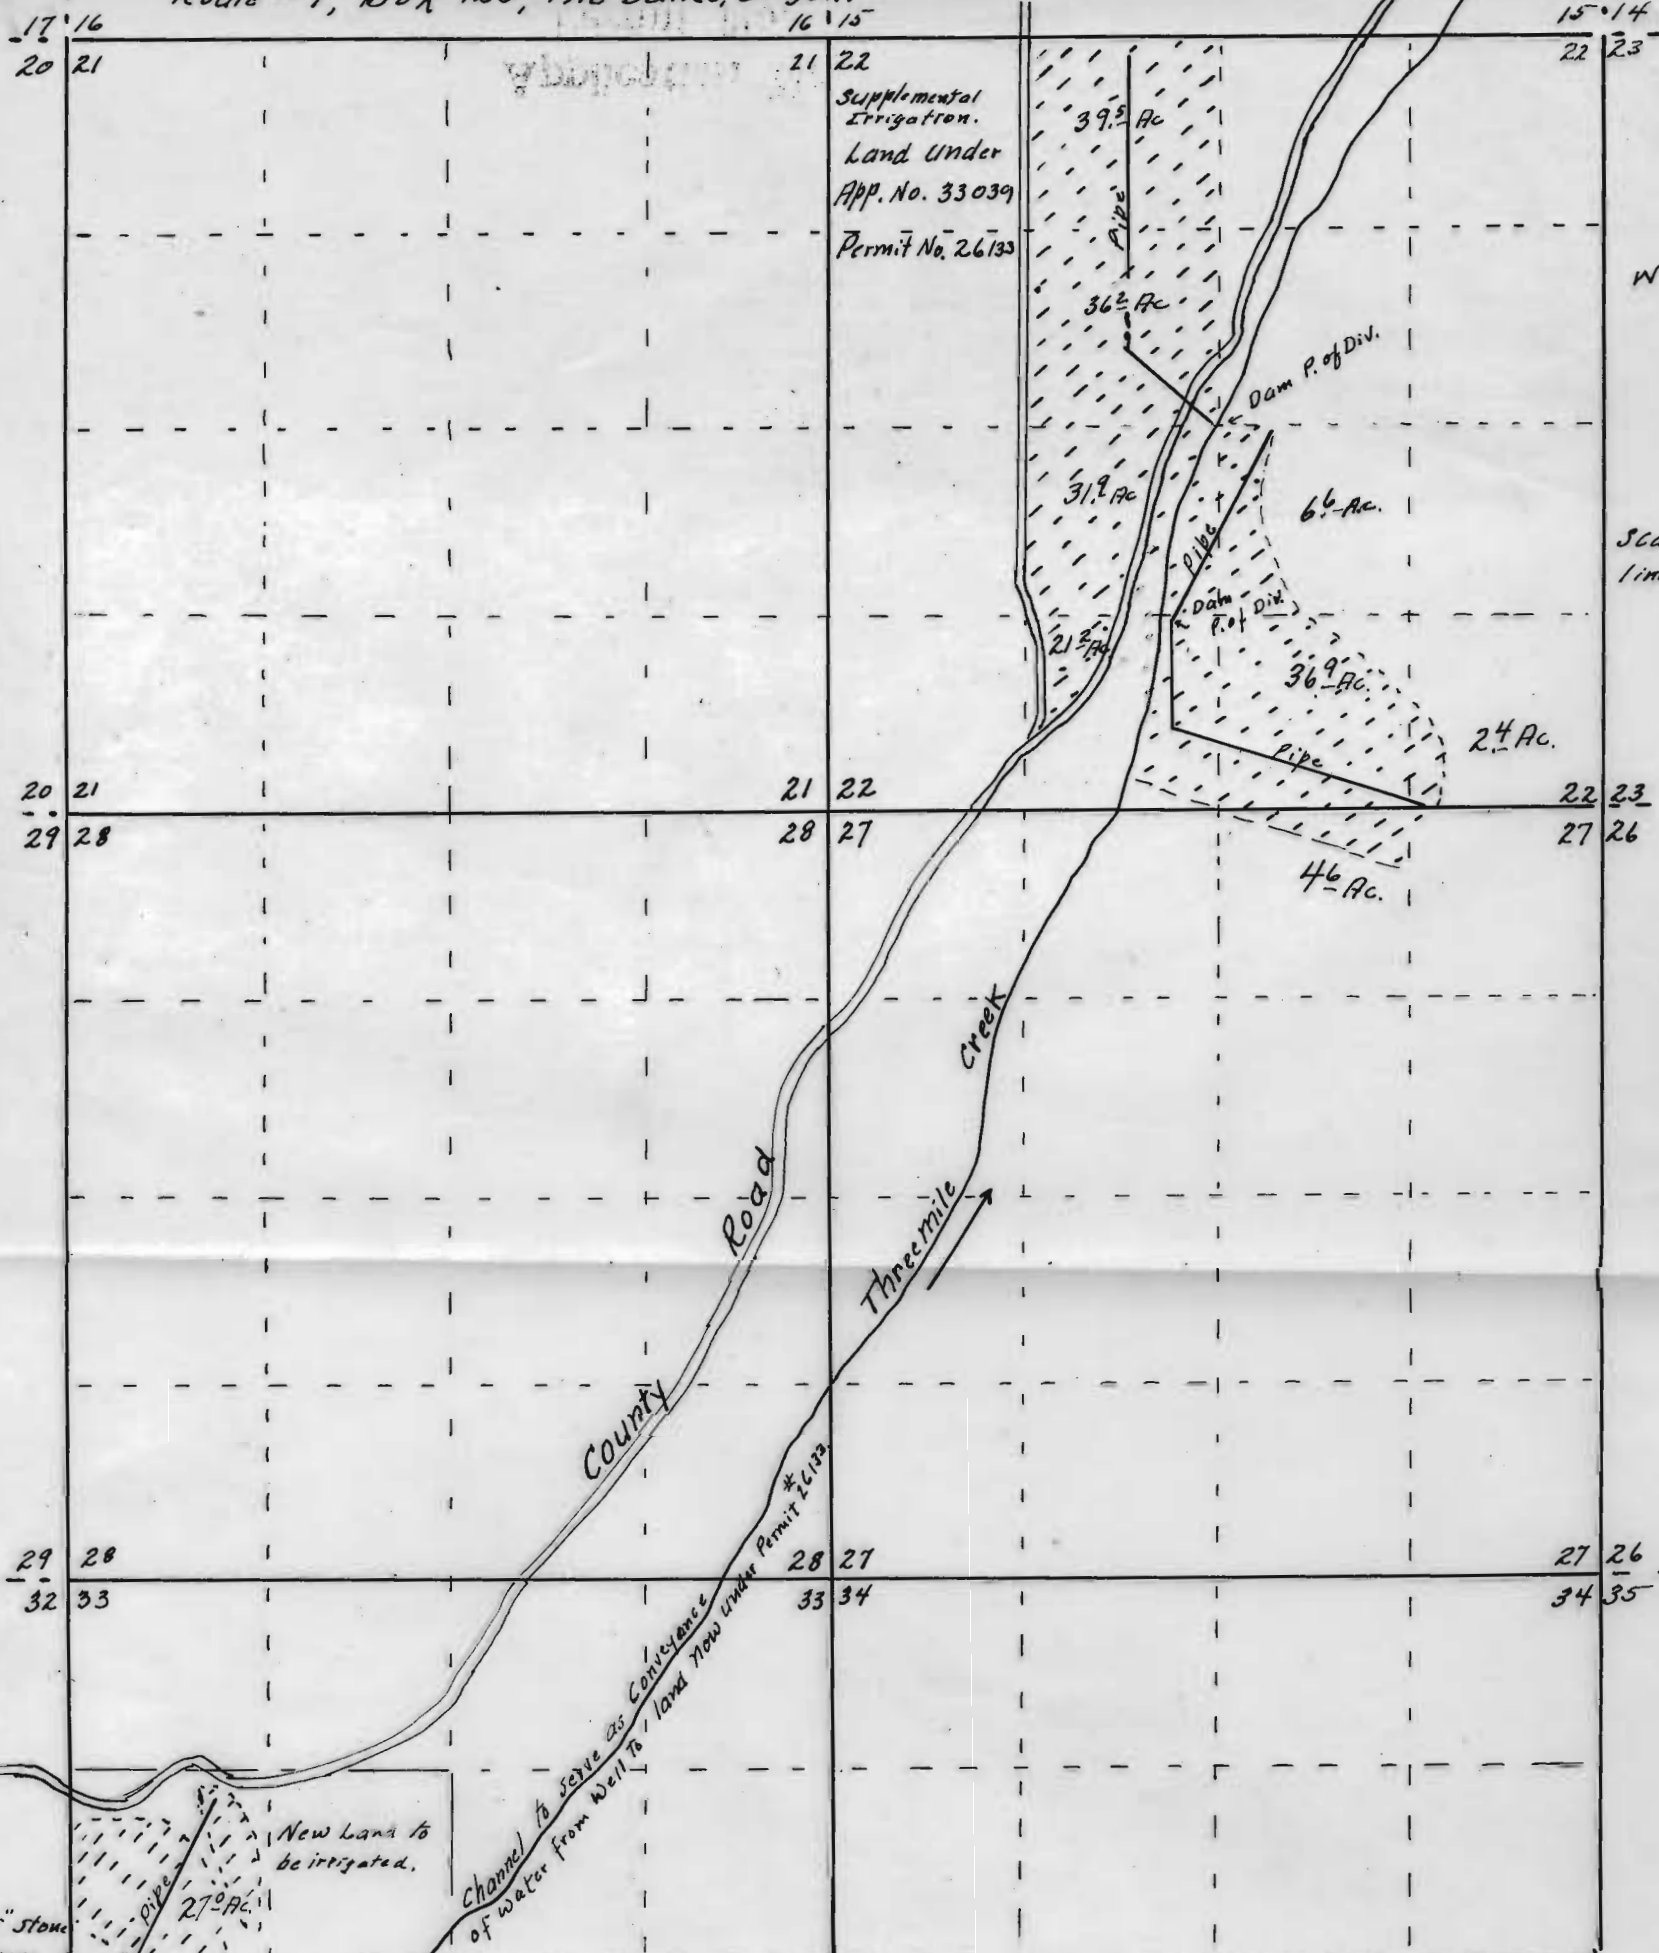 17 16
16 15
15 14
20 21
21 22
22 23
Supplemental
Irrigation.
Land Under
App. No. 33039
Permit No. 26133
39.5 Ac
Pipe
36.2 Ac
Dam P. of Div.
31.9 Ac
6.6 Ac.
Pipe
Dam
P. of Div.
21.2 Ac.
36.9 Ac.
2.4 Ac.
Pipe
20 21
21 22
22 23
29 28
28 27
27 26
4.6 Ac.
Creek
Threemile
Road
County
29 28
28 27
27 26
32 33
33 34
34 35
Channel to serve as Conveyance
of water from Well To land now under Permit # 26133.
New Land to
be irrigated.
Pipe
27.0 Ac.
" stone